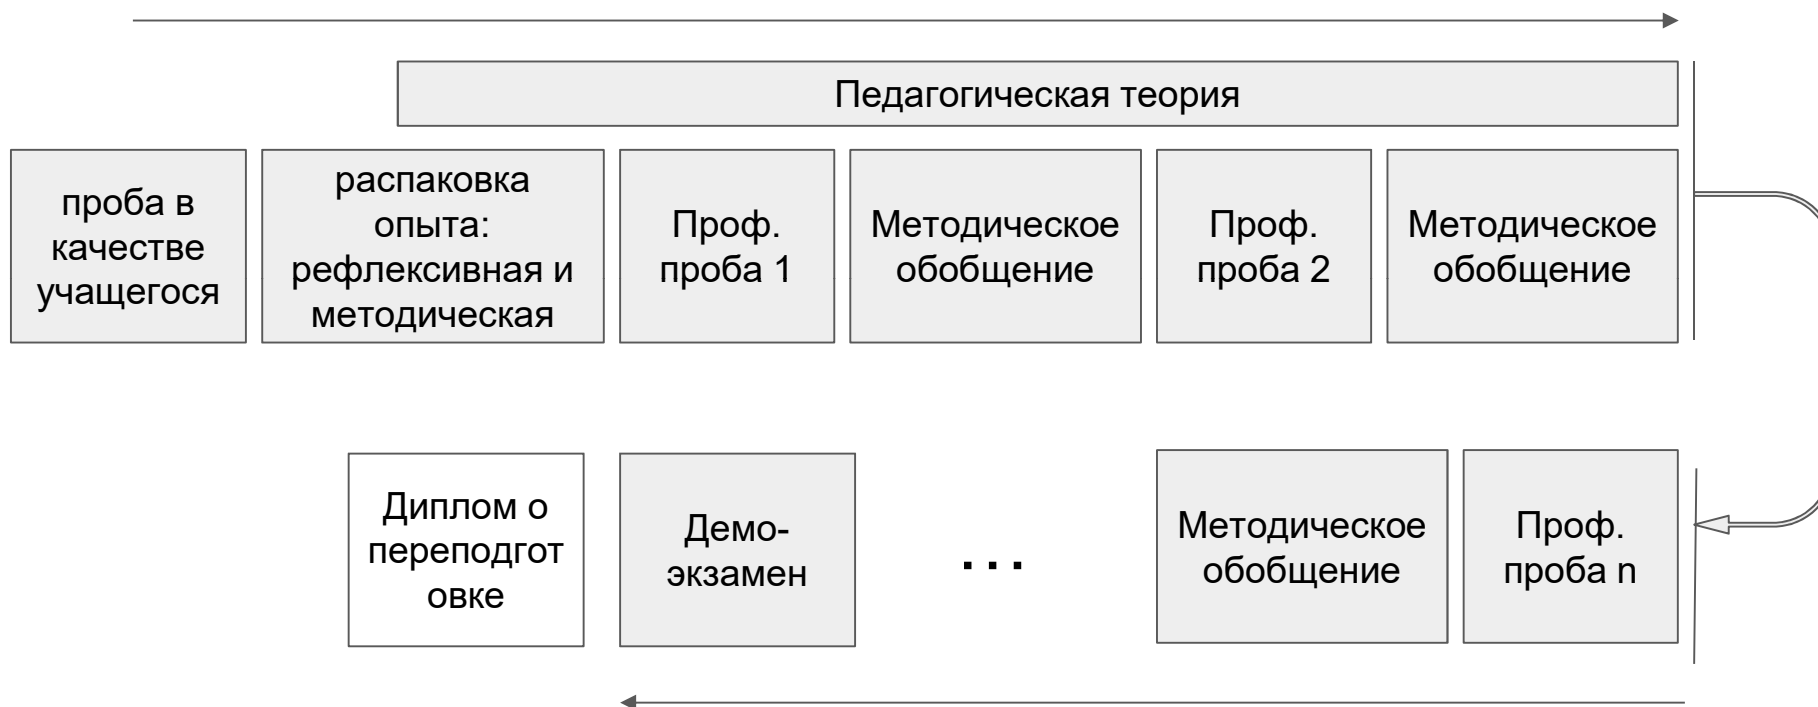 Педагогическая теория
проба в
качестве
учащегося
распаковка
опыта:
рефлексивная и
методическая
Проф.
проба 1
Методическое
обобщение
Проф.
проба 2
Методическое
обобщение
Диплом о
переподгот
овке
Демо-
экзамен
...
Методическое
обобщение
Проф.
проба n